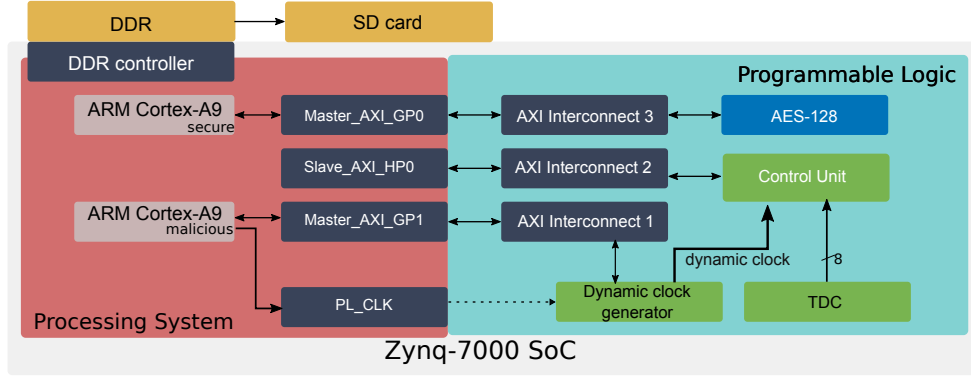 DDR
SD card
DDR controller
Programmable Logic
ARM Cortex-A9
secure
Master_AXI_GP0
AXI Interconnect 3
AES-128
Slave_AXI_HP0
AXI Interconnect 2
Control Unit
ARM Cortex-A9
malicious
Master_AXI_GP1
AXI Interconnect 1
dynamic clock
8
PL_CLK
Dynamic clock
generator
TDC
Processing System
Zynq-7000 SoC